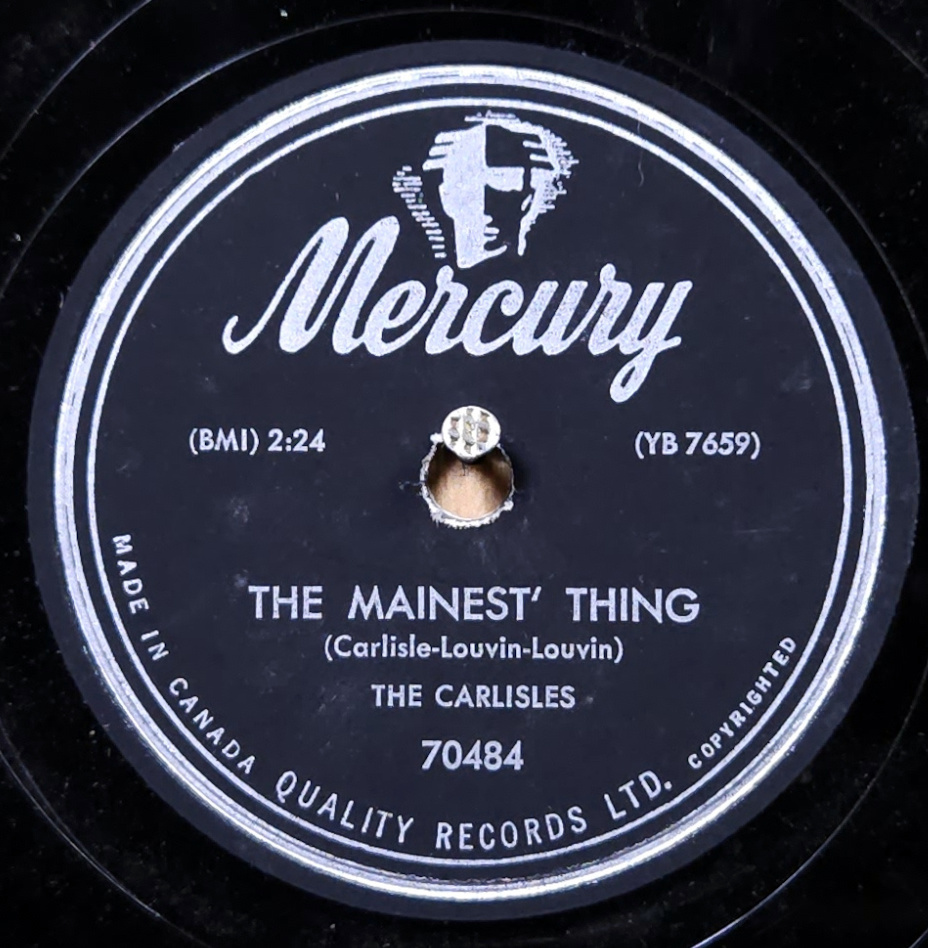 Mercury
(BMI) 2:24
(YB 7659)
THE MAINEST' THING
(Carlisle-Louvin-Louvin)
THE CARLISLES
70484
MADE IN CANADA QUALITY RECORDS LTD. COPYRIGHTED